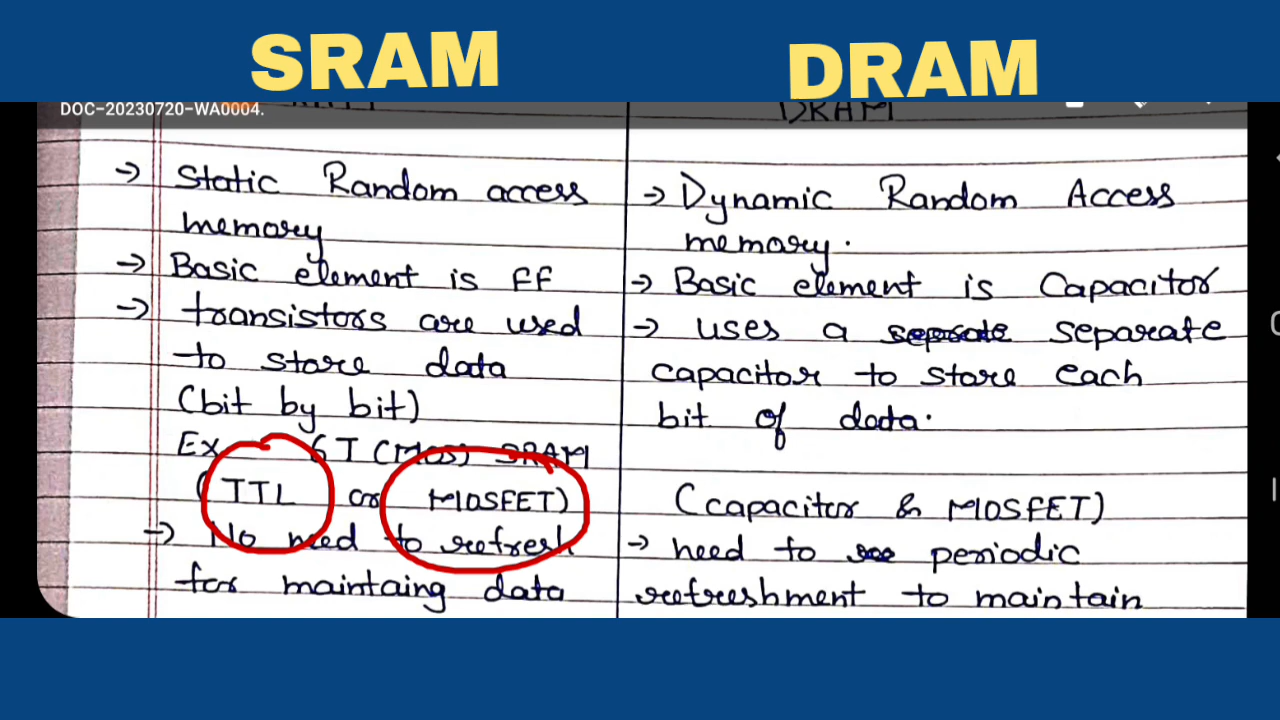 SRAM
DRAM
DOC-20230720-WA0004.
DRAM
→ Static Random access
memory
→ Basic element is FF
→ transistors are used
to store data
(bit by bit)
Ex 6T (MOS) SRAM
(TTL or MOSFET)
→ No need to refresh
for maintaing data
→ Dynamic Random Access
memory.
→ Basic element is Capacitor
→ uses a separate
capacitor to store each
bit of data.
(capacitor & MOSFET)
→ need to periodic
refreshment to maintain